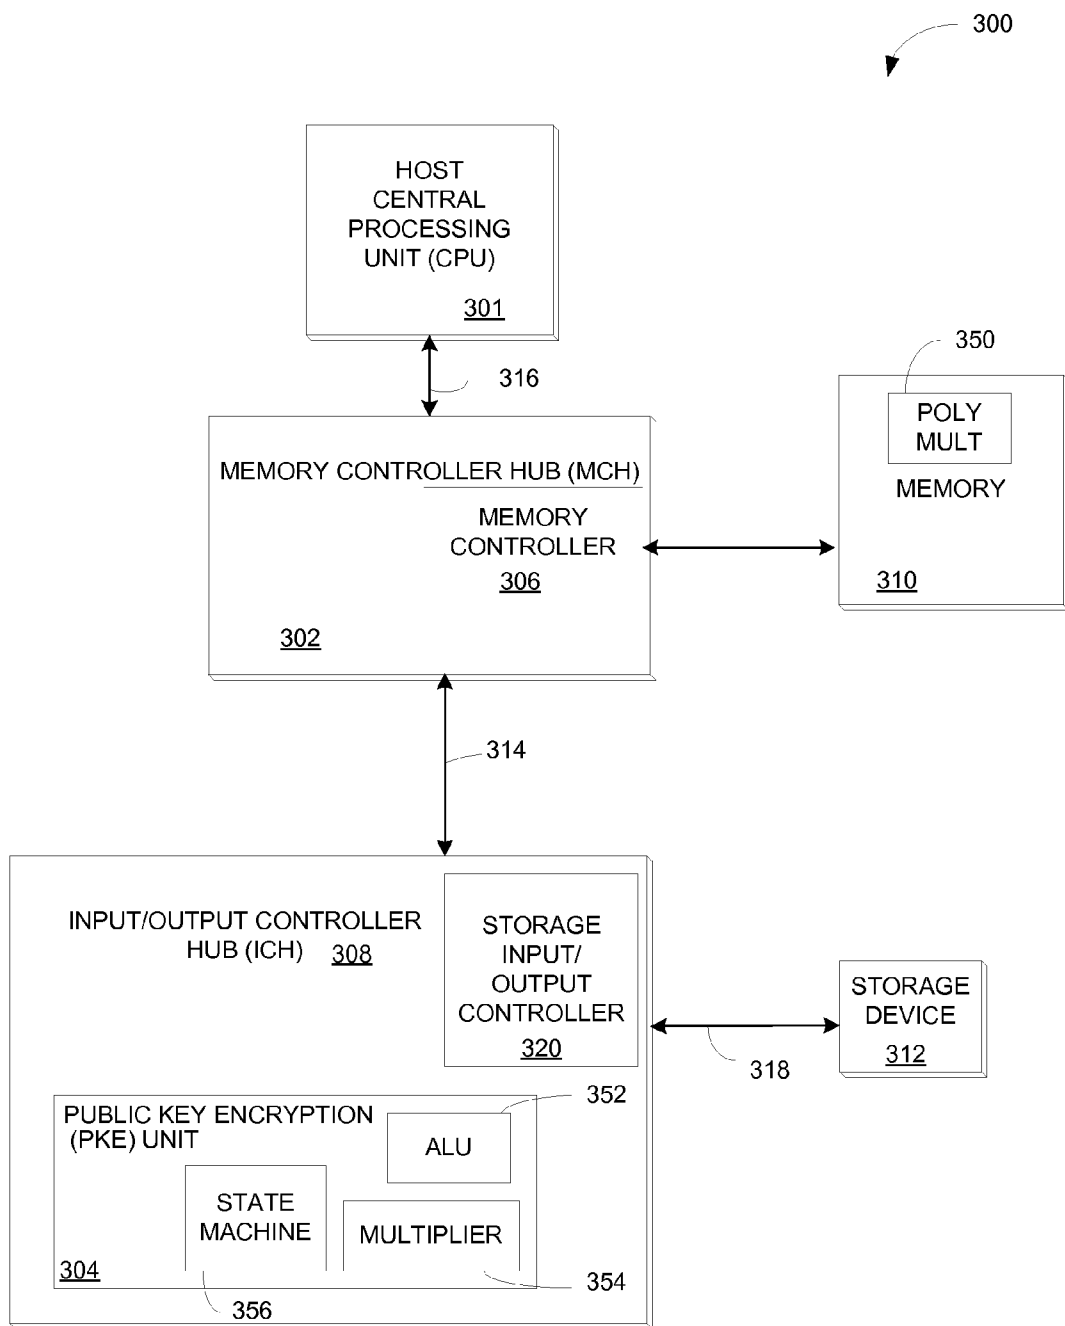 300
HOST
CENTRAL
PROCESSING
UNIT (CPU)
301
316
350
POLY
MULT
MEMORY
310
MEMORY CONTROLLER HUB (MCH)
MEMORY
CONTROLLER
306
302
314
INPUT/OUTPUT CONTROLLER
HUB (ICH) 308
STORAGE
INPUT/
OUTPUT
CONTROLLER
320
STORAGE
DEVICE
312
318
352
PUBLIC KEY ENCRYPTION
(PKE) UNIT
ALU
STATE
MACHINE
MULTIPLIER
304
354
356